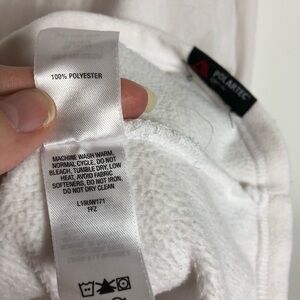 100% POLYESTER
POLARTEC
MACHINE WASH WARM,
NORMAL CYCLE, DO NOT
BLEACH, TUMBLE DRY, LOW
HEAT, AVOID FABRIC
SOFTENERS, DO NOT IRON,
DO NOT DRY CLEAN
L19UW171
FFZ